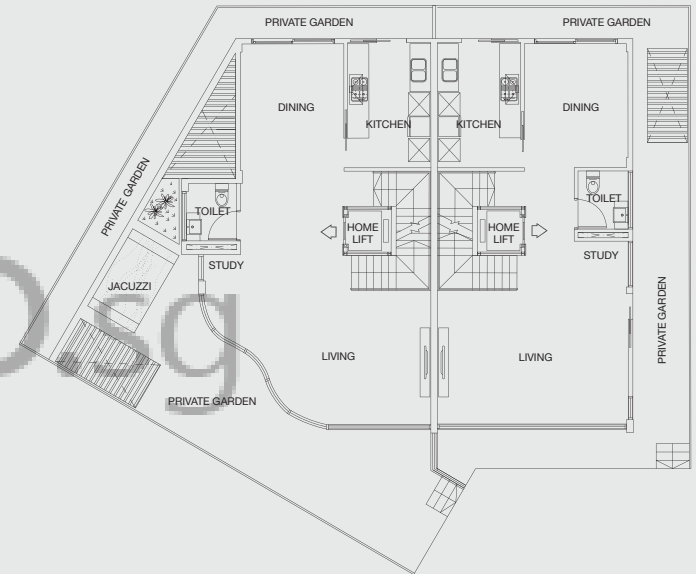 PRIVATE GARDEN
PRIVATE GARDEN
DINING
KITCHEN
KITCHEN
DINING
PRIVATE GARDEN
TOILET
HOME
LIFT
HOME
LIFT
TOILET
STUDY
STUDY
JACUZZI
PRIVATE GARDEN
LIVING
LIVING
PRIVATE GARDEN
.sg